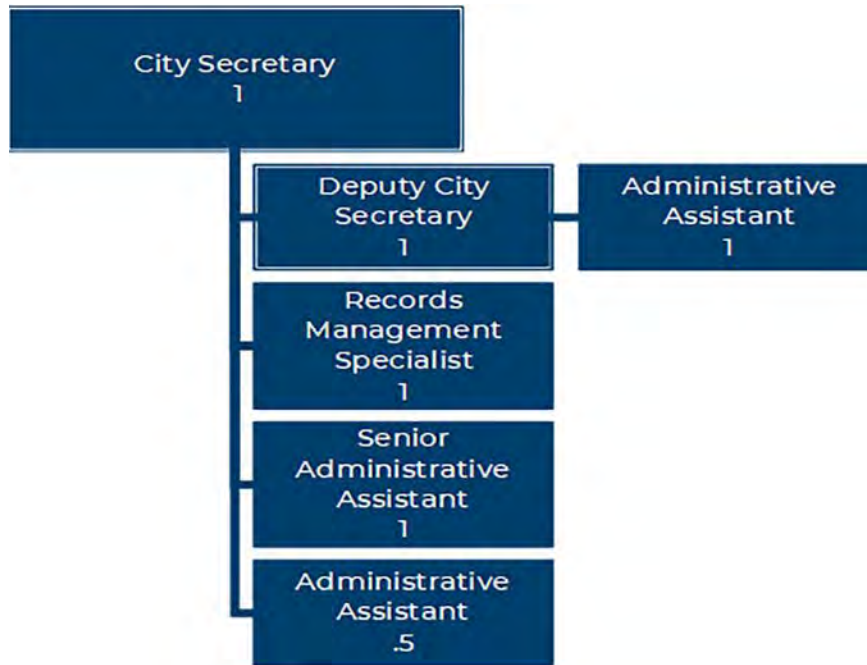 City Secretary
1
Deputy City
Secretary
1
Administrative
Assistant
1
Records
Management
Specialist
1
Senior
Administrative
Assistant
1
Administrative
Assistant
.5